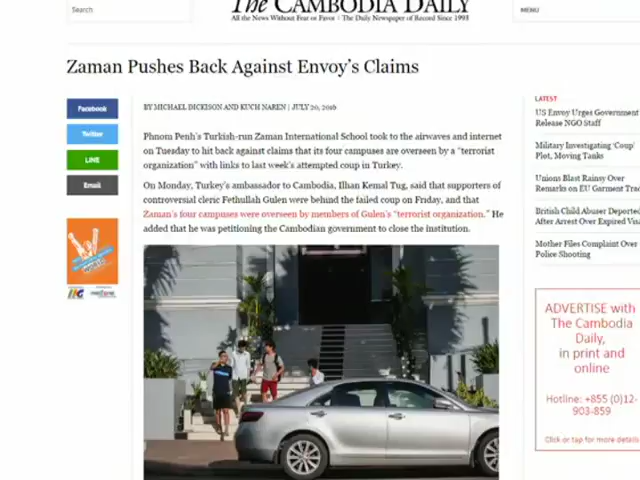 Search
The CAMBODIA DAILY
All the News Without Fear or Favor | The Daily Newspaper of Record Since 1993
MENU
Zaman Pushes Back Against Envoy's Claims
Facebook
Twitter
LINE
Email
BY MICHAEL DICKISON AND KUCH NAREN | JULY 20, 2016
Phnom Penh's Turkish-run Zaman International School took to the airwaves and internet
on Tuesday to hit back against claims that its four campuses are overseen by a "terrorist
organization" with links to last week's attempted coup in Turkey.
On Monday, Turkey's ambassador to Cambodia, Ilhan Kemal Tug, said that supporters of
controversial cleric Fethullah Gulen were behind the failed coup on Friday, and that
Zaman's four campuses were overseen by members of Gulen's "terrorist organization." He
added that he was petitioning the Cambodian government to close the institution.
LATEST
US Envoy Urges Government
Release NGO Staff
Military Investigating 'Coup'
Plot, Moving Tanks
Unions Blast Rainsy Over
Remarks on EU Garment Trad
British Child Abuser Deported
After Arrest Over Expired Visa
Mother Files Complaint Over
Police Shooting
ADVERTISE with
The Cambodia
Daily,
in print and
online
Hotline: +855 (0)12-
903-859
Click or tap for more details